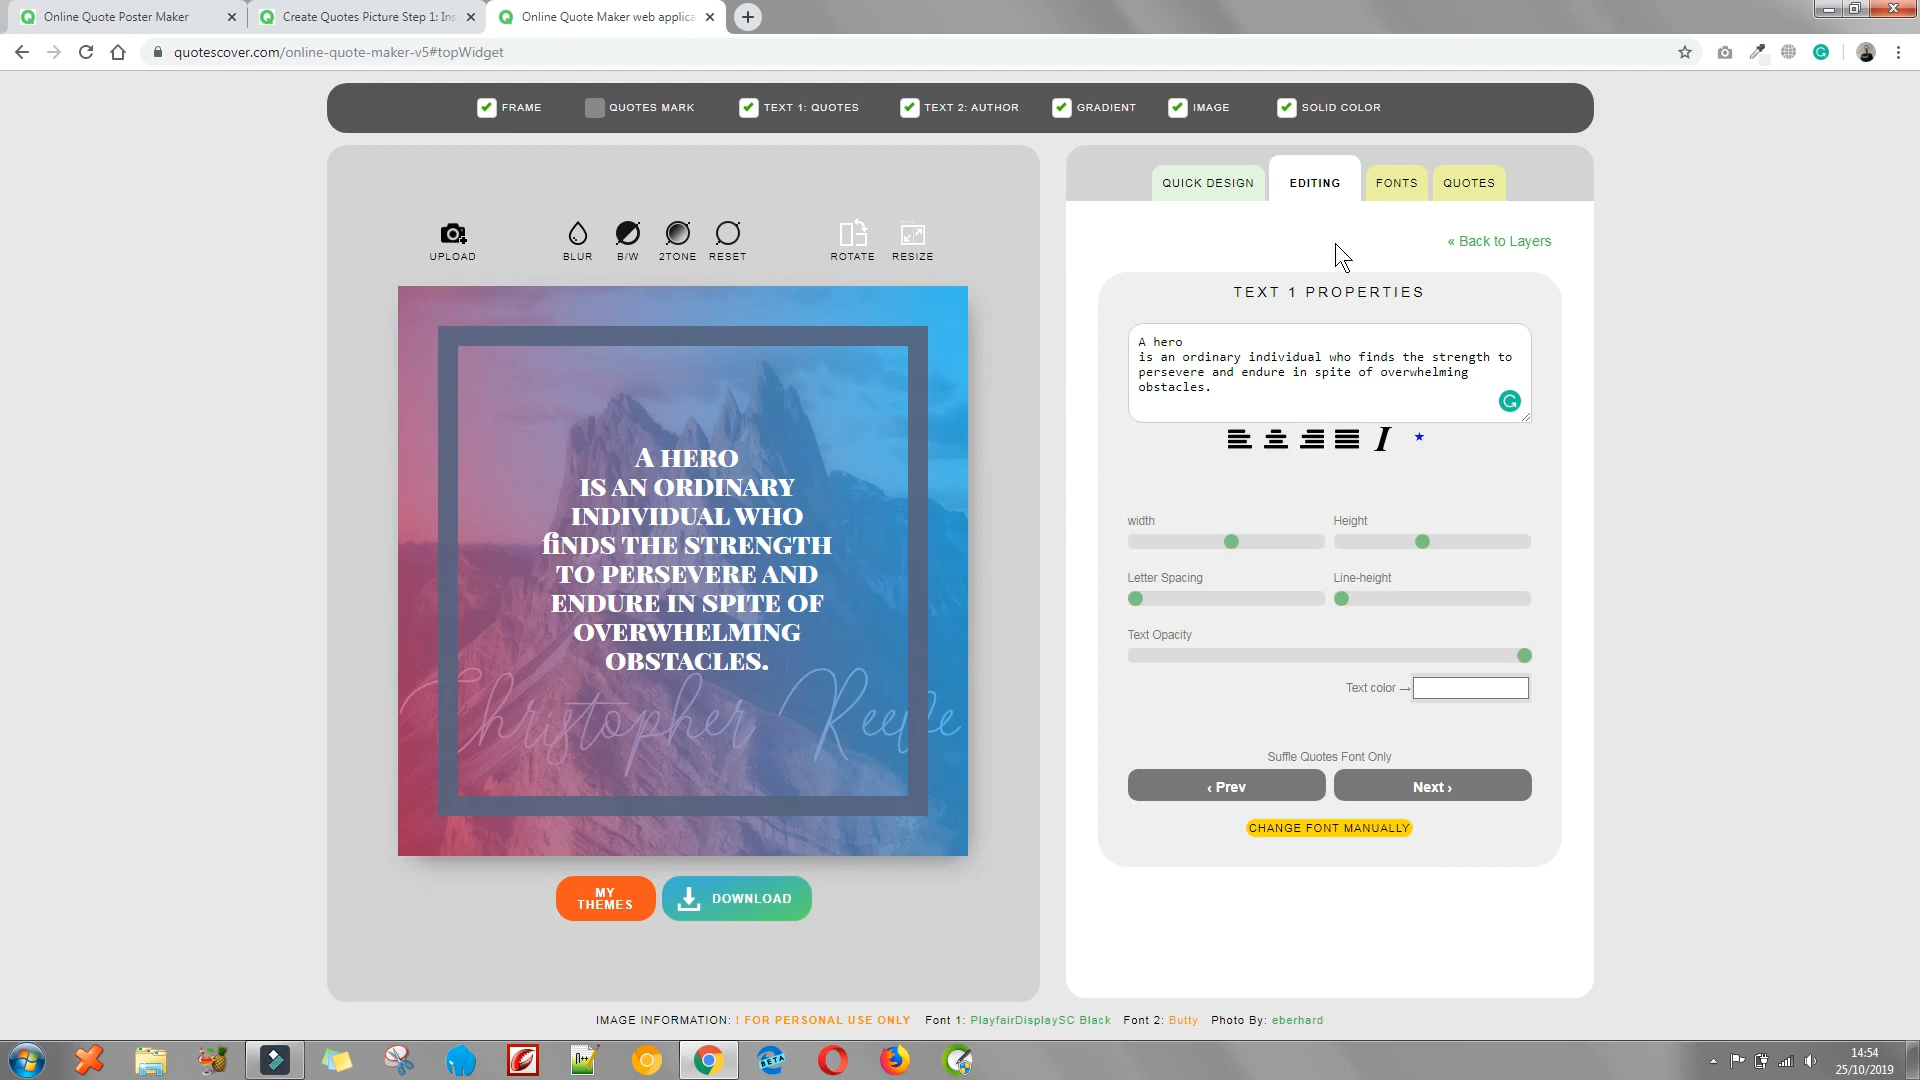 Online Quote Poster Maker
Create Quotes Picture Step 1: Ins
Online Quote Maker web applica
quotescover.com/online-quote-maker-v5#topWidget
FRAME
QUOTES MARK
TEXT 1: QUOTES
TEXT 2: AUTHOR
GRADIENT
IMAGE
SOLID COLOR
UPLOAD
BLUR
B/W
2TONE
RESET
ROTATE
RESIZE
A HERO
IS AN ORDINARY
INDIVIDUAL WHO
fiNDS THE STRENGTH
TO PERSEVERE AND
ENDURE IN SPITE OF
OVERWHELMING
OBSTACLES.
Christopher Reeve
MY
THEMES
DOWNLOAD
QUICK DESIGN
EDITING
FONTS
QUOTES
« Back to Layers
TEXT 1 PROPERTIES
A hero
is an ordinary individual who finds the strength to
persevere and endure in spite of overwhelming
obstacles.
I
width
Height
Letter Spacing
Line-height
Text Opacity
Text color →
Suffle Quotes Font Only
‹ Prev
Next ›
CHANGE FONT MANUALLY
IMAGE INFORMATION: ! FOR PERSONAL USE ONLY Font 1: PlayfairDisplaySC Black Font 2: Butty Photo By: eberhard
BETA
14:54
25/10/2019